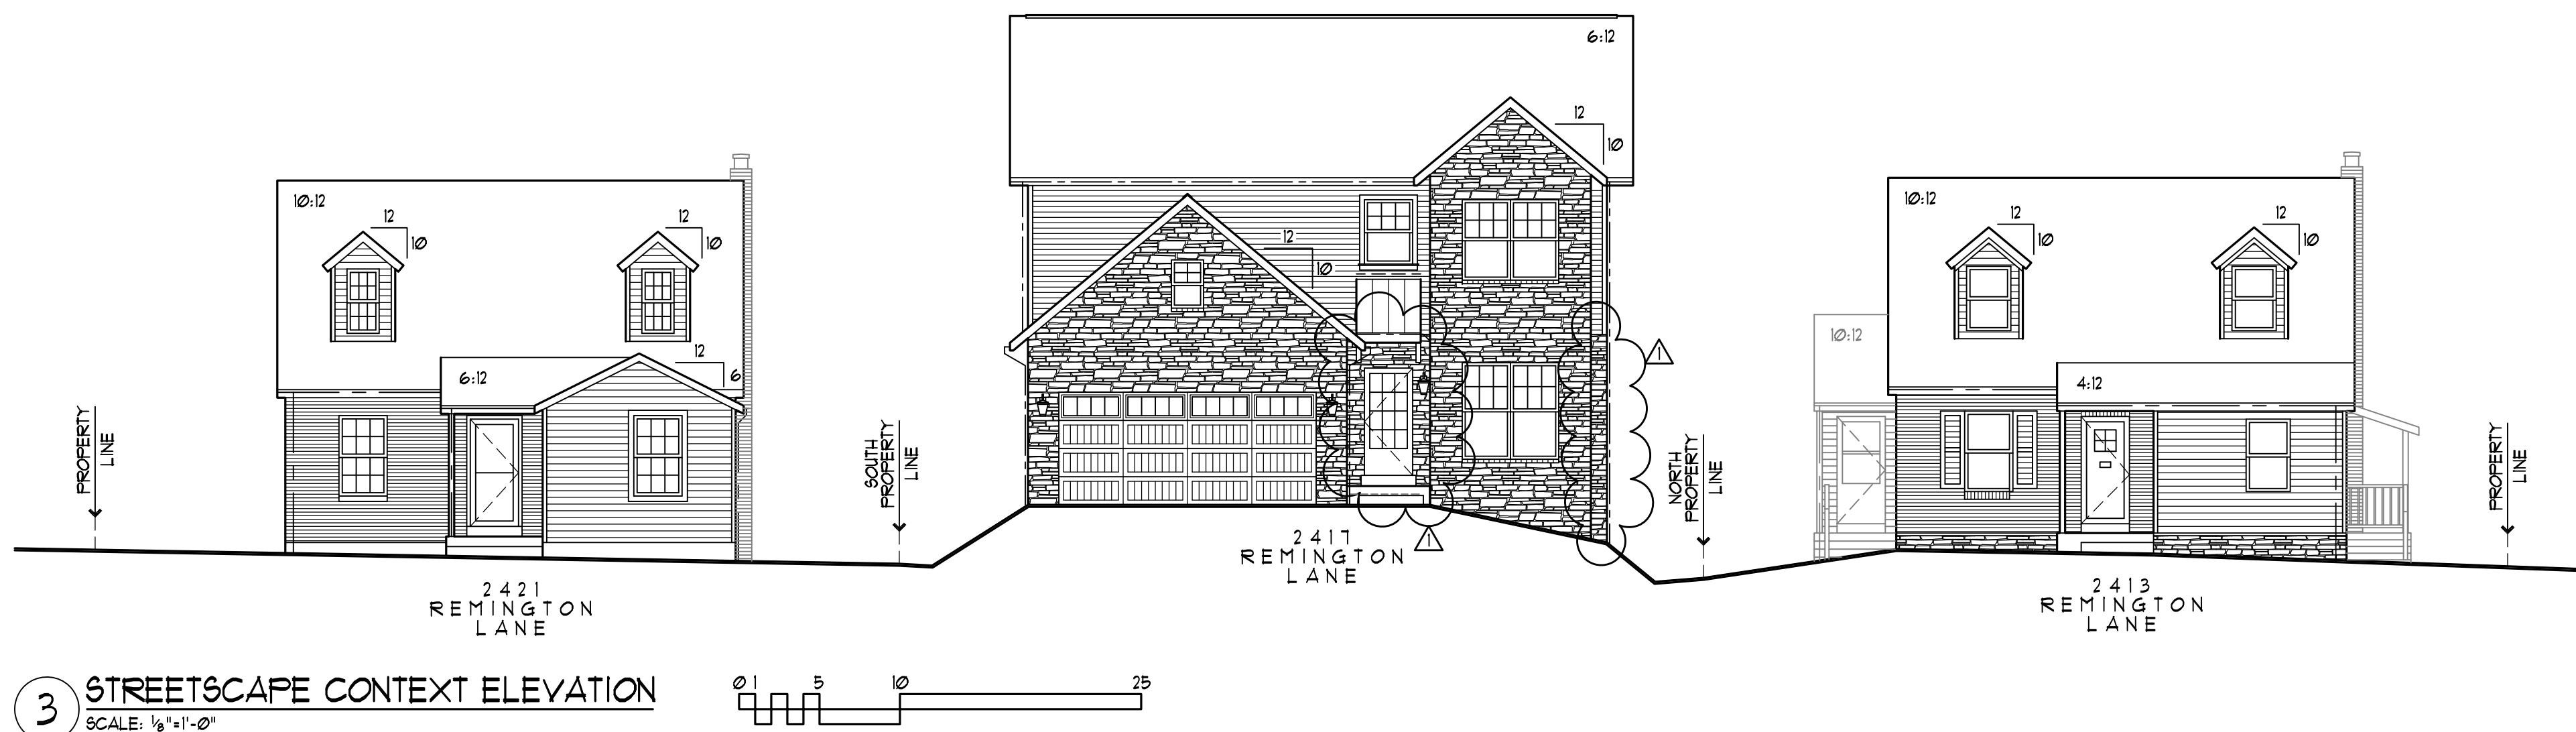 6:12
12
10
10:12
12
10
12
10
12
10
12
6
6:12
10:12
12
10
12
10
10:12
4:12
PROPERTY
LINE
SOUTH
PROPERTY
LINE
NORTH
PROPERTY
LINE
PROPERTY
LINE
1
1
2421
REMINGTON
LANE
2417
REMINGTON
LANE
2413
REMINGTON
LANE
3
STREETSCAPE CONTEXT ELEVATION
SCALE: 1/8"=1'-0"
0 1 5 10 25